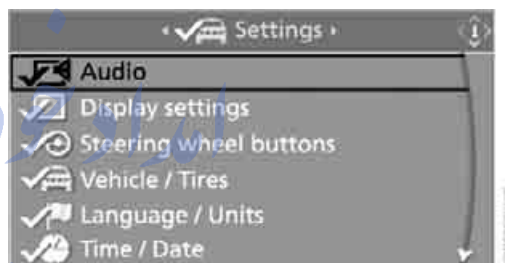 Settings
Audio
Display settings
Steering wheel buttons
Vehicle / Tires
Language / Units
Time / Date